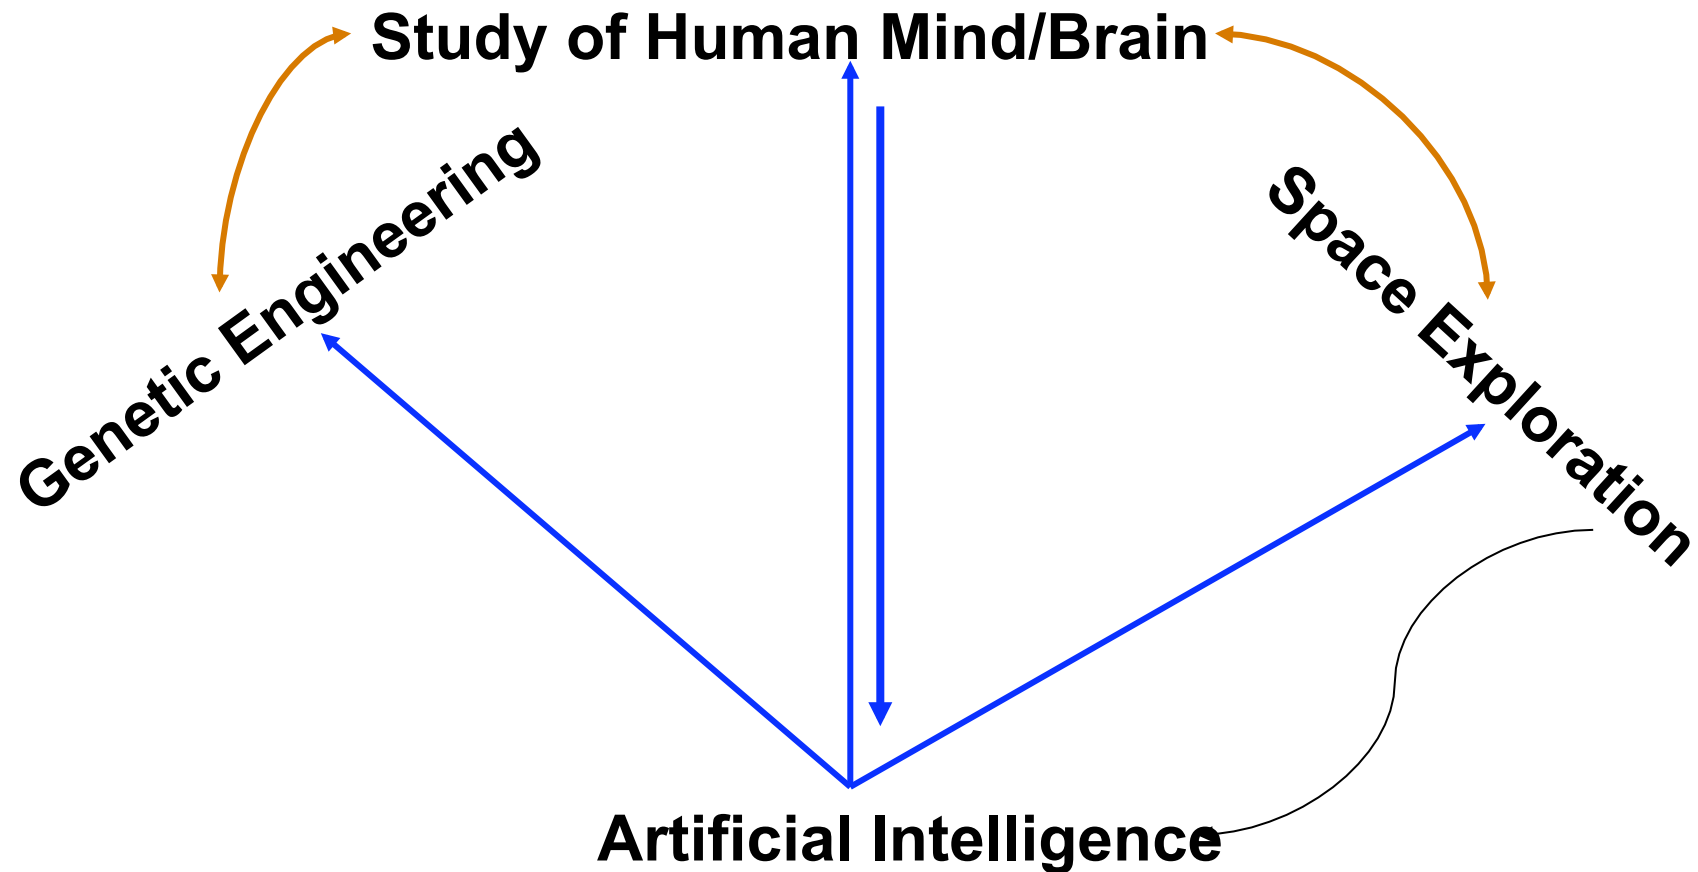 Study of Human Mind/Brain
Genetic Engineering
Space Exploration
Artificial Intelligence